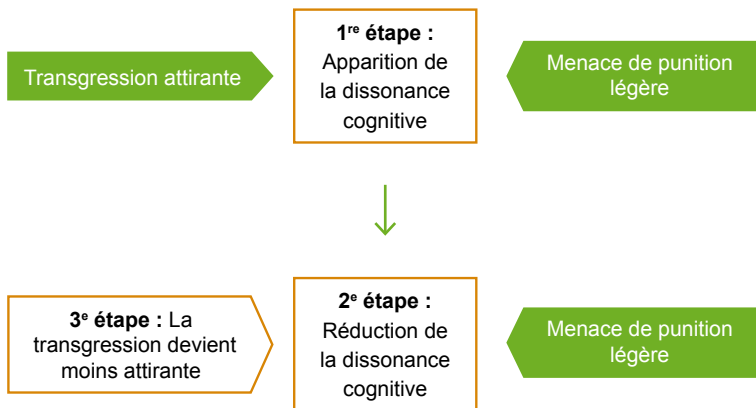 Transgression attirante
1re étape :
Apparition de
la dissonance
cognitive
Menace de punition
légère
3e étape : La
transgression devient
moins attirante
2e étape :
Réduction de
la dissonance
cognitive
Menace de punition
légère